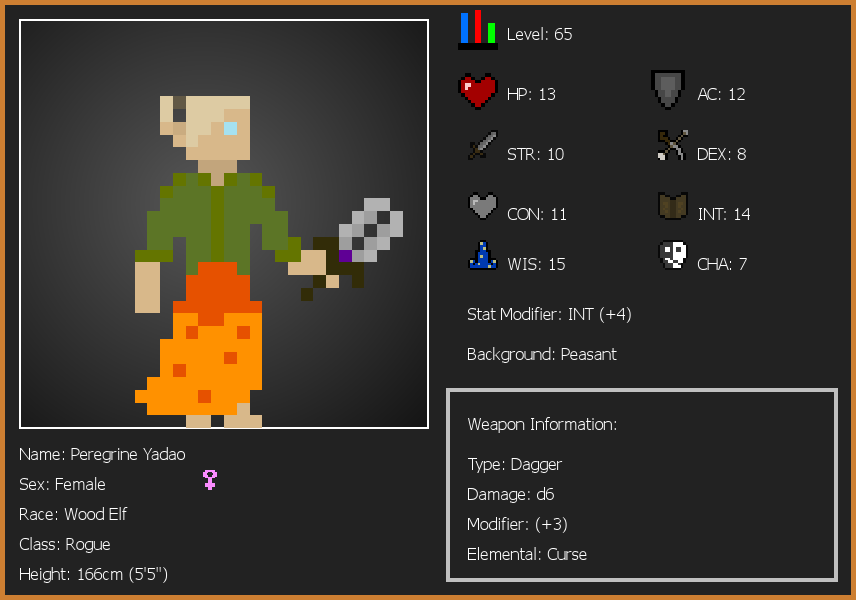 Level: 65
HP: 13
AC: 12
STR: 10
DEX: 8
CON: 11
INT: 14
WIS: 15
CHA: 7
Stat Modifier: INT (+4)
Background: Peasant
Weapon Information:
Type: Dagger
Damage: d6
Modifier: (+3)
Elemental: Curse
Name: Peregrine Yadao
Sex: Female
Race: Wood Elf
Class: Rogue
Height: 166cm (5'5")